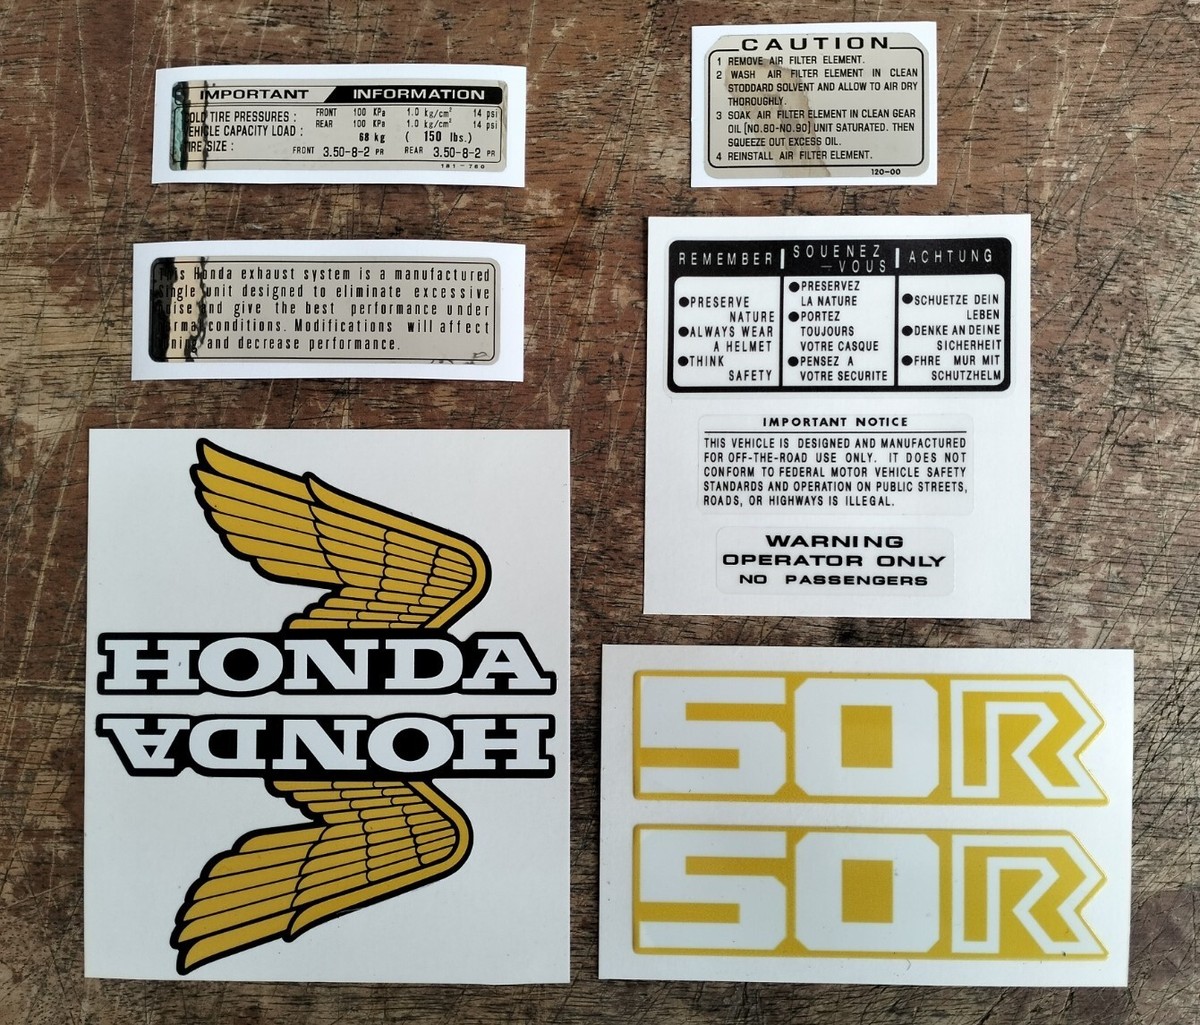 IMPORTANT INFORMATION
OLD TIRE PRESSURES : FRONT 100 KPa 1.0 kg/cm² 14 psi
REAR 100 KPa 1.0 kg/cm² 14 psi
VEHICLE CAPACITY LOAD : 68 kg ( 150 lbs.)
TIRE SIZE : FRONT 3.50-8-2 PR REAR 3.50-8-2 PR
181-760
CAUTION
1 REMOVE AIR FILTER ELEMENT.
2 WASH AIR FILTER ELEMENT IN CLEAN
STODDARD SOLVENT AND ALLOW TO AIR DRY
THOROUGHLY.
3 SOAK AIR FILTER ELEMENT IN CLEAN GEAR
OIL [NO.80-NO.90] UNIT SATURATED. THEN
SQUEEZE OUT EXCESS OIL.
4 REINSTALL AIR FILTER ELEMENT.
120-00
This Honda exhaust system is a manufactured
Single unit designed to eliminate excessive
noise and give the best performance under
normal conditions. Modifications will affect
and decrease performance.
REMEMBER
PRESERVE
NATURE
ALWAYS WEAR
A HELMET
THINK
SAFETY
SOUENEZ
—VOUS
PRESERVEZ
LA NATURE
PORTEZ
TOUJOURS
VOTRE CASQUE
PENSEZ A
VOTRE SECURITE
ACHTUNG
SCHUETZE DEIN
LEBEN
DENKE AN DEINE
SICHERHEIT
FHRE MUR MIT
SCHUTZHELM
IMPORTANT NOTICE
THIS VEHICLE IS DESIGNED AND MANUFACTURED
FOR OFF-THE-ROAD USE ONLY. IT DOES NOT
CONFORM TO FEDERAL MOTOR VEHICLE SAFETY
STANDARDS AND OPERATION ON PUBLIC STREETS,
ROADS, OR HIGHWAYS IS ILLEGAL.
WARNING
OPERATOR ONLY
NO PASSENGERS
HONDA
HONDA
50R
50R